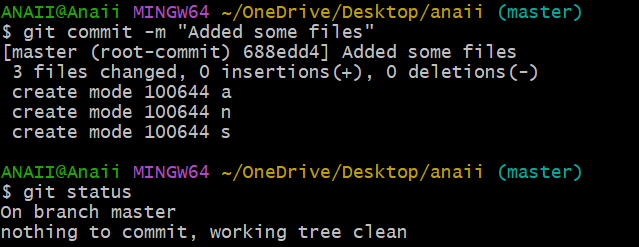 ANAII@Anaii MINGW64 ~/OneDrive/Desktop/anaii (master)
$ git commit -m "Added some files"
[master (root-commit) 688edd4] Added some files
 3 files changed, 0 insertions(+), 0 deletions(-)
 create mode 100644 a
 create mode 100644 n
 create mode 100644 s

ANAII@Anaii MINGW64 ~/OneDrive/Desktop/anaii (master)
$ git status
On branch master
nothing to commit, working tree clean